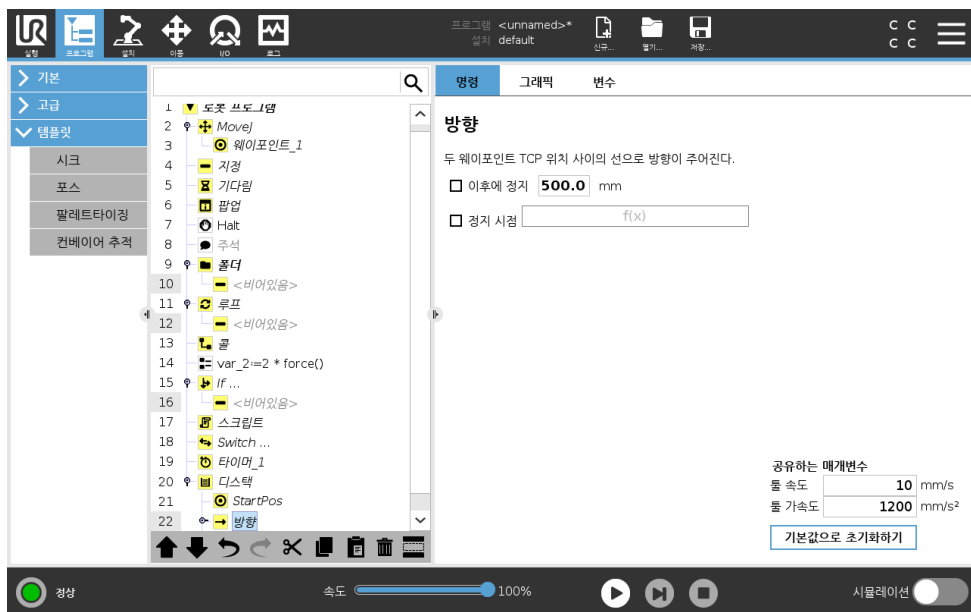 UR
실행
프로그램
설치
이동
I/O
로그
프로그램 <unnamed>*
설치 default
신규...
열기...
저장...
C C
C C
기본
고급
템플릿
시크
포스
팔레트타이징
컨베이어 추적
1 로봇 프로그램
2 MoveJ
3 웨이포인트_1
4 지정
5 기다림
6 팝업
7 Halt
8 주석
9 폴더
10 <비어있음>
11 루프
12 <비어있음>
13 콜
14 var_2:=2 * force()
15 If ...
16 <비어있음>
17 스크립트
18 Switch ...
19 타이머_1
20 디스택
21 StartPos
22 방향
명령 그래픽 변수
방향
두 웨이포인트 TCP 위치 사이의 선으로 방향이 주어진다.
이후에 정지 500.0 mm
정지 시점 f(x)
공유하는 매개변수
툴 속도 10 mm/s
툴 가속도 1200 mm/s²
기본값으로 초기화하기
정상
속도 100%
시뮬레이션